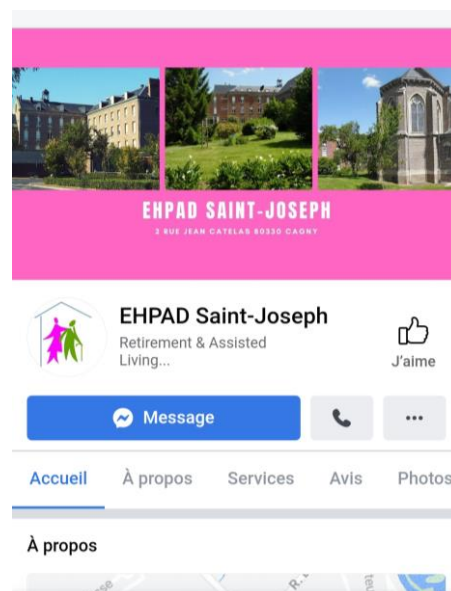 EHPAD SAINT-JOSEPH
2 RUE JEAN CATELAS 80330 CAGNY
EHPAD Saint-Joseph
Retirement & Assisted
Living...
J'aime
Message
Accueil À propos Services Avis Photos
À propos
R.